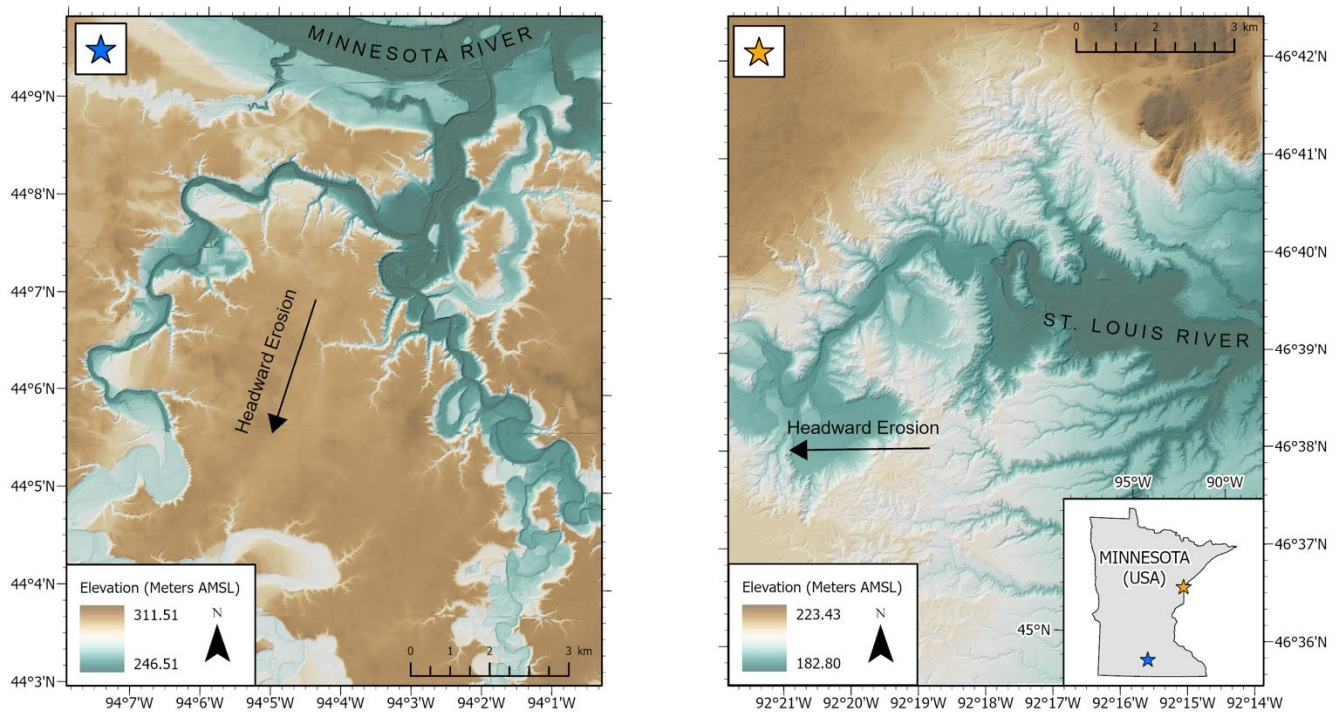 MINNESOTA RIVER
44°9'N
44°8'N
44°7'N
44°6'N
44°5'N
44°4'N
44°3'N
Headward Erosion
Elevation (Meters AMSL)
311.51
246.51
N
0 1 2 3 km
94°7'W 94°6'W 94°5'W 94°4'W 94°3'W 94°2'W 94°1'W
0 1 2 3 km
46°42'N
46°41'N
46°40'N
46°39'N
46°38'N
46°37'N
46°36'N
ST. LOUIS RIVER
Headward Erosion
Elevation (Meters AMSL)
223.43
182.80
N
95°W 90°W
MINNESOTA
(USA)
45°N
92°21'W 92°20'W 92°19'W 92°18'W 92°17'W 92°16'W 92°15'W 92°14'W